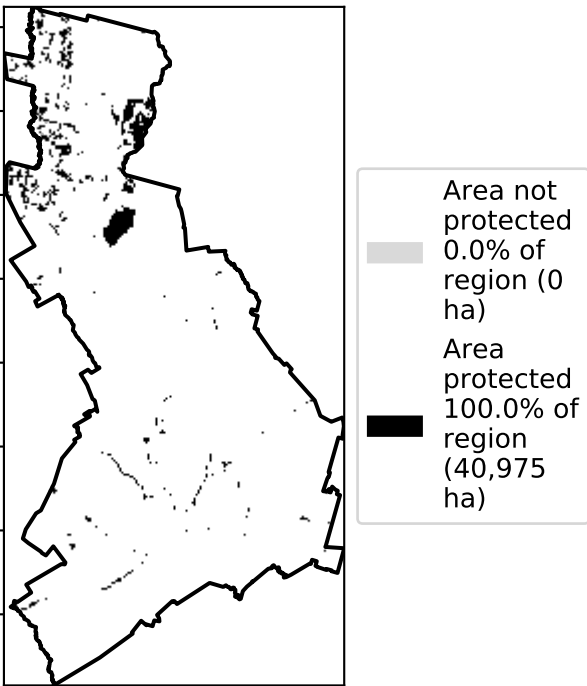 Area not
protected
0.0% of
region (0
ha)
Area
protected
100.0% of
region
(40,975
ha)